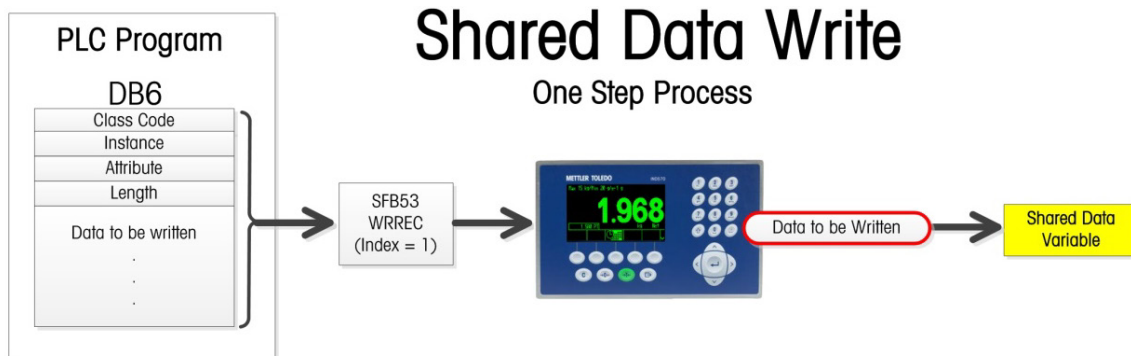 Shared Data Write
One Step Process
PLC Program
DB6
Class Code
Instance
Attribute
Length
Data to be written
.
.
.
SFB53
WRREC
(Index = 1)
METTLER TOLEDO
1.968
Data to be Written
Shared Data
Variable